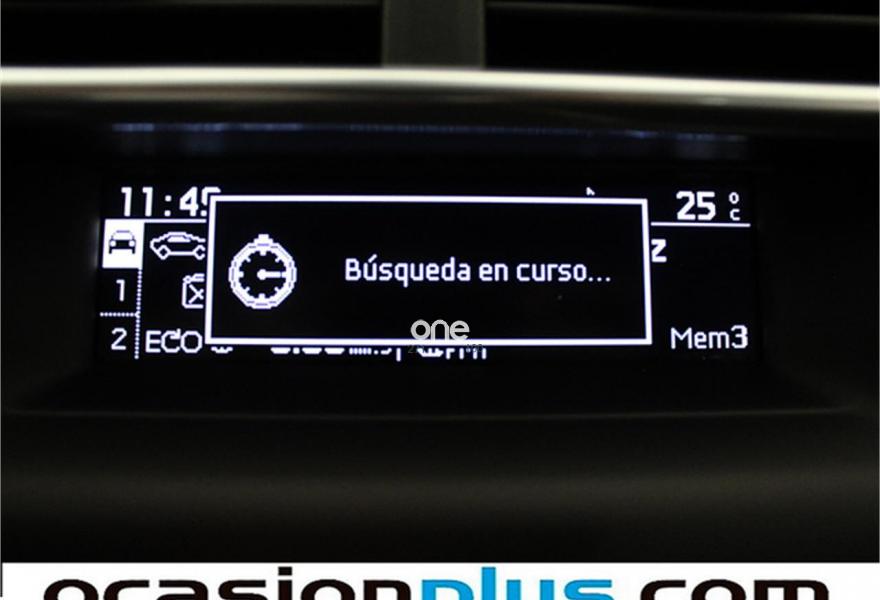 11:45
25 °C
Búsqueda en curso...
Z
1
2
ECO
Mem3
one
ocasionplus.com